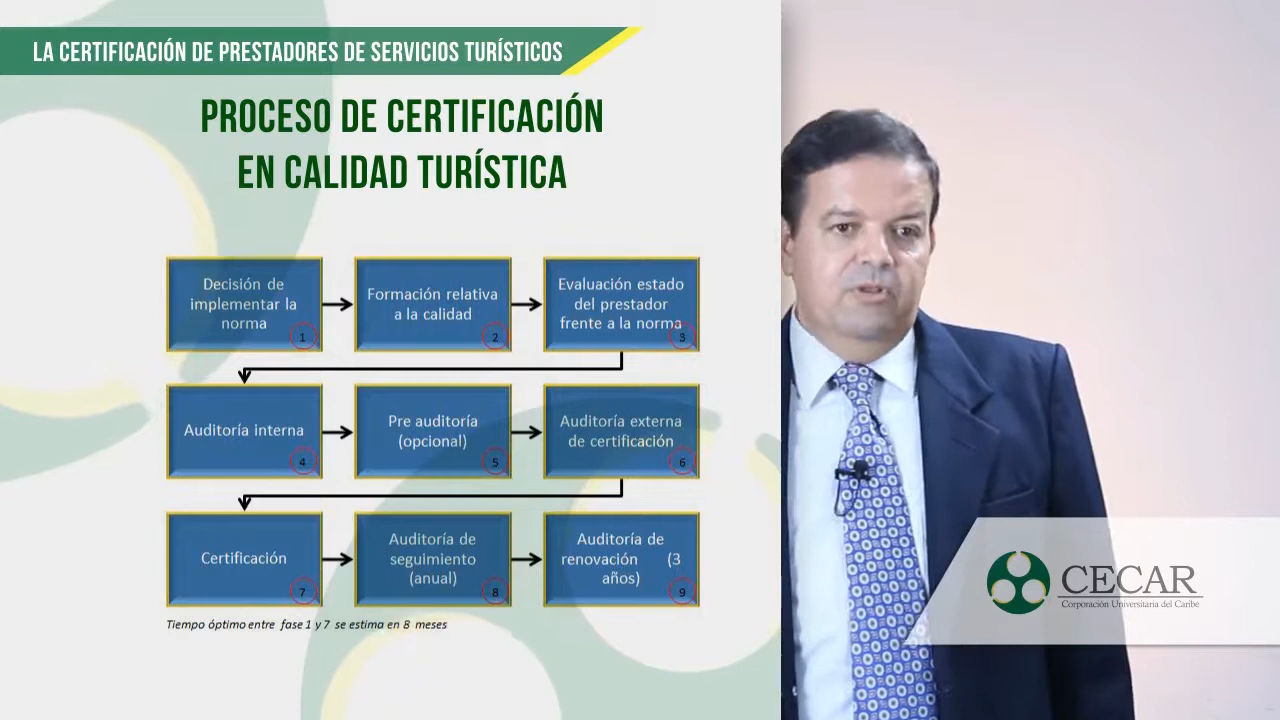 LA CERTIFICACIÓN DE PRESTADORES DE SERVICIOS TURÍSTICOS
PROCESO DE CERTIFICACIÓN
EN CALIDAD TURÍSTICA
Decisión de
implementar la
norma
1
Formación relativa
a la calidad
2
Evaluación estado
del prestador
frente a la norma
3
Auditoría interna
4
Pre auditoría
(opcional)
5
Auditoría externa
de certificación
6
Certificación
7
Auditoría de
seguimiento
(anual)
8
Auditoría de
renovación (3
años)
9
Tiempo óptimo entre fase 1 y 7 se estima en 8 meses
CECAR
Corporación Universitaria del Caribe